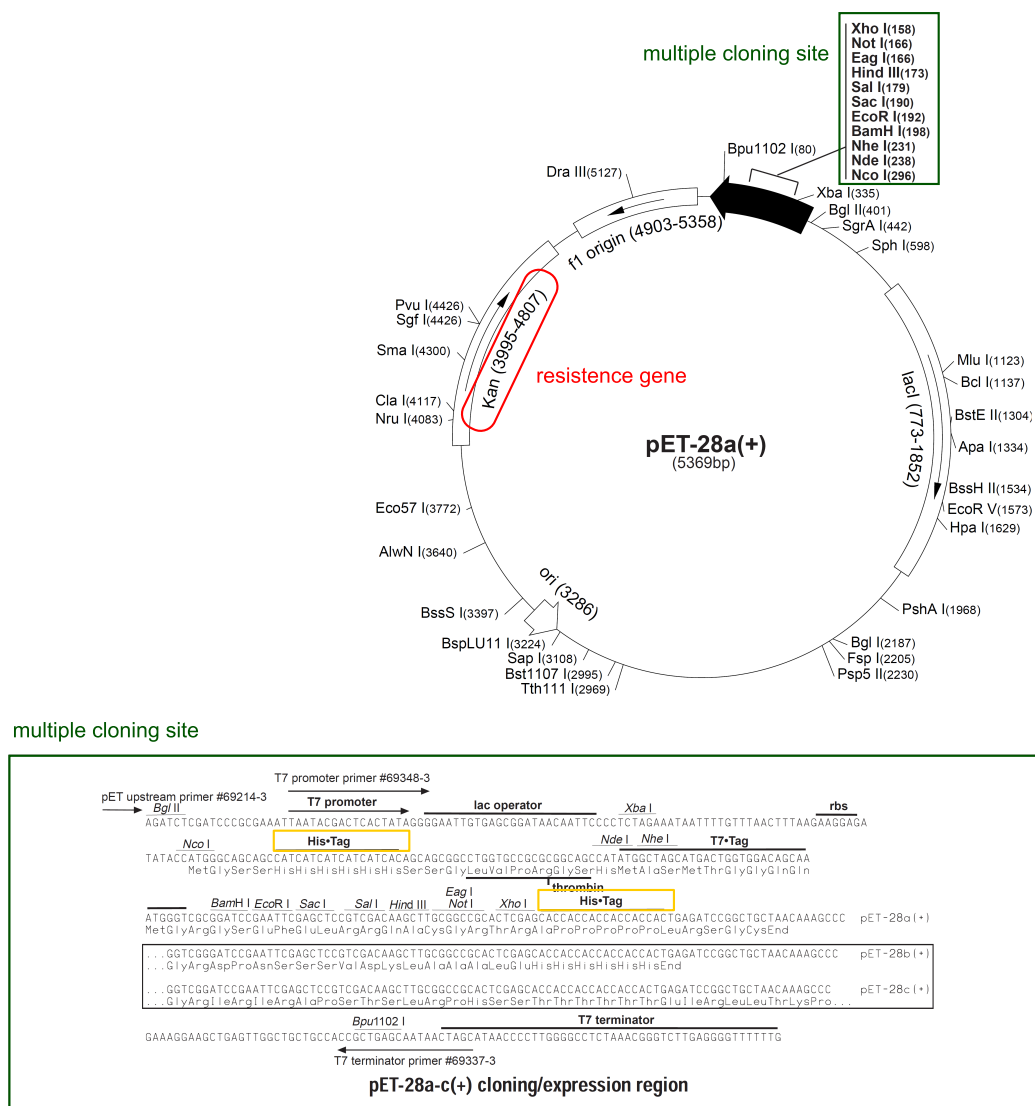 multiple cloning site
Xho I(158)
Not I(166)
Eag I(166)
Hind III(173)
Sal I(179)
Sac I(190)
EcoR I(192)
BamH I(198)
Nhe I(231)
Nde I(238)
Nco I(296)
Bpu1102 I(80)
Dra III(5127)
Xba I(335)
Bgl II(401)
SgrA I(442)
Sph I(598)
f1 origin (4903-5358)
Pvu I(4426)
Sgf I(4426)
Sma I(4300)
Kan (3995-4807)
resistence gene
Cla I(4117)
Nru I(4083)
Mlu I(1123)
Bcl I(1137)
BstE II(1304)
Apa I(1334)
lacI (773-1852)
pET-28a(+)
(5369bp)
BssH II(1534)
EcoR V(1573)
Hpa I(1629)
Eco57 I(3772)
AlwN I(3640)
ori (3286)
BssS I(3397)
PshA I(1968)
BspLU11 I(3224)
Sap I(3108)
Bst1107 I(2995)
Tth111 I(2969)
Bgl I(2187)
Fsp I(2205)
Psp5 II(2230)
multiple cloning site
T7 promoter primer #69348-3
pET upstream primer #69214-3
Bgl II T7 promoter lac operator Xba I rbs
AGATCTCGATCCCGCGAAATTAATACGACTCACTATAGGGGAATTGTGAGCGGATAACAATTCCCCTCTAGAAATAATTTTGTTTAACTTTAAGAAGGAGA
Nco I His•Tag Nde I Nhe I T7•Tag
TATACCATGGGCAGCAGCCATCATCATCATCATCACAGCAGCGGCCTGGTGCCGCGCGGCAGCCATATGGCTAGCATGACTGGTGGACAGCAA
MetGlySerSerHisHisHisHisHisHisSerSerGlyLeuValProArgGlySerHisMetAlaSerMetThrGlyGlyGlnGln
thrombin
BamH I EcoR I Sac I Sal I Hind III Eag I Not I Xho I His•Tag
ATGGGTCGCGGATCCGAATTCGAGCTCCGTCGACAAGCTTGCGGCCGCACTCGAGCACCACCACCACCACCACTGAGATCCGGCTGCTAACAAAGCCC pET-28a(+)
MetGlyArgGlySerGluPheGluLeuArgArgGlnAlaCysGlyArgThrArgAlaProProProProProLeuArgSerGlyCysEnd
...GGTCGGGATCCGAATTCGAGCTCCGTCGACAAGCTTGCGGCCGCACTCGAGCACCACCACCACCACCACTGAGATCCGGCTGCTAACAAAGCCC pET-28b(+)
...GlyArgAspProAsnSerSerSerValAspLysLeuAlaAlaAlaLeuGluHisHisHisHisHisHisEnd
...GGTCGGATCCGAATTCGAGCTCCGTCGACAAGCTTGCGGCCGCACTCGAGCACCACCACCACCACCACTGAGATCCGGCTGCTAACAAAGCCC pET-28c(+)
...GlyArgIleArgIleArgAlaProSerThrSerLeuArgProHisSerSerThrThrThrThrThrThrGluIleArgLeuLeuThrLysPro...
Bpu1102 I T7 terminator
GAAAGGAAGCTGAGTTGGCTGCTGCCACCGCTGAGCAATAACTAGCATAACCCCTTGGGGCCTCTAAACGGGTCTTGAGGGGTTTTTTG
T7 terminator primer #69337-3
pET-28a-c(+) cloning/expression region